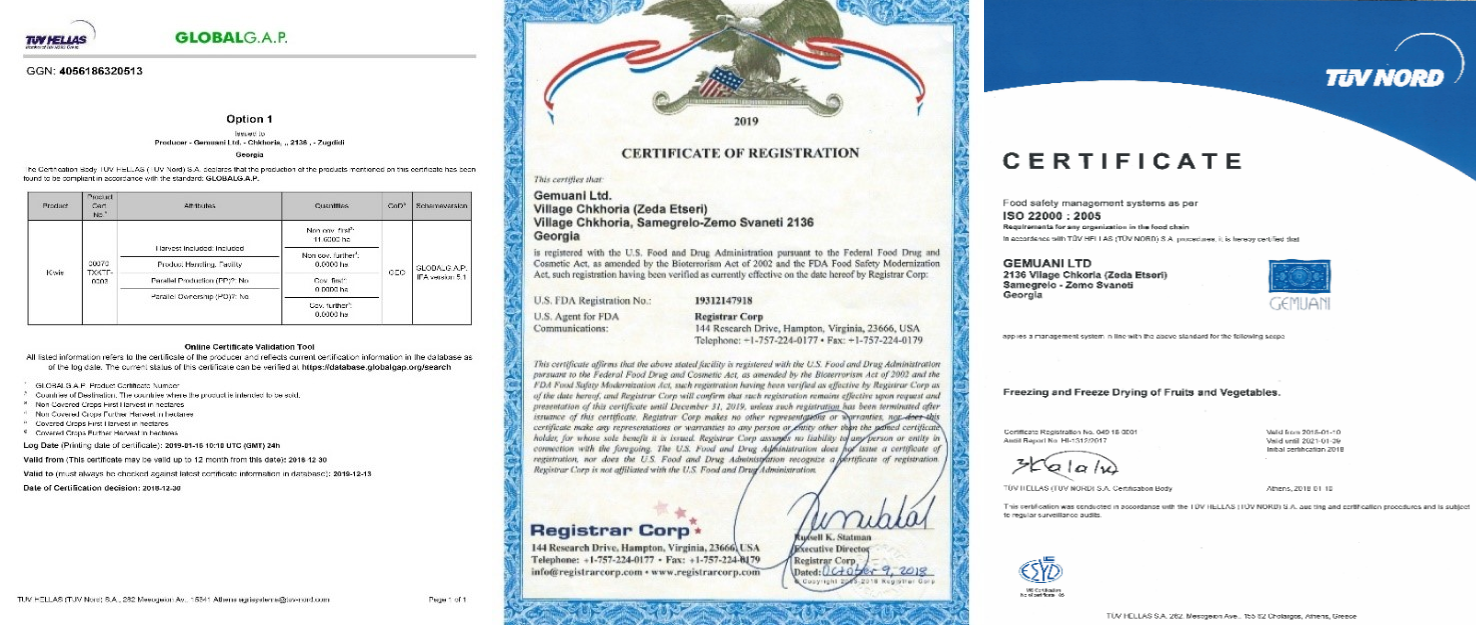 TUV HELLAS
GLOBALG.A.P.
GGN: 4056186320513
Option 1
Issued to
Producer - Gemuani Ltd. - Chkhoria, ,, 2136 , - Zugdidi
Georgia
The Certification Body TÜV HELLAS (TÜV Nord) S.A. declares that the production of the products mentioned on this certificate has been
found to be compliant in accordance with the standard: GLOBALG.A.P.
Product
Product Cert No
Attributes
Quantities
CoD
Schemeversion
Harvest Included: Included
Product Handling: Facility
Parallel Production (PP)?: No
Parallel Ownership (PO)?: No
Non cov. first:
11.6000 ha
Non cov. further:
0.0000 ha
Cov. first:
0.0000 ha
Cov. further:
0.0000 ha
GLOBALG.A.P.
IFA version 5.1
Online Certificate Validation Tool
All listed information refers to the certificate of the producer and reflects current certification information in the database as
of the log date. The current status of this certificate can be verified at https://database.globalgap.org/search
GLOBALG.A.P. Product Certificate Number
Countries of Destination: The countries where the product is intended to be sold.
Non Covered Crops First Harvest in hectares
Non Covered Crops Further Harvest in hectares
Covered Crops First Harvest in hectares
Covered Crops Further Harvest in hectares
Log Date (Printing date of certificate): 2019-01-15 10:18 UTC (GMT) 24h
Valid from (This certificate may be valid up to 12 month from this date): 2018-12-30
Valid to (must always be checked against latest certificate information in database): 2019-12-13
Date of Certification decision: 2018-12-30
TUV HELLAS (TUV Nord) S.A., 282 Mesogeion Av., 15541 Athens
Page 1 of 1
2019
CERTIFICATE OF REGISTRATION
This certifies that:
Gemuani Ltd.
Village Chkhoria (Zeda Etseri)
Village Chkhoria, Samegrelo-Zemo Svaneti 2136
Georgia
is registered with the U.S. Food and Drug Administration pursuant to the Federal Food Drug and
Cosmetic Act, as amended by the Bioterrorism Act of 2002 and the FDA Food Safety Modernization
Act, such registration having been verified as currently effective on the date hereof by Registrar Corp:
U.S. FDA Registration No.: 19312147918
U.S. Agent for FDA Registrar Corp
Communications: 144 Research Drive, Hampton, Virginia, 23666, USA
Telephone: +1-757-224-0177 • Fax: +1-757-224-0179
This certificate affirms that the above stated facility is registered with the U.S. Food and Drug Administration
pursuant to the Federal Food Drug and Cosmetic Act, as amended by the Bioterrorism Act of 2002 and the
FDA Food Safety Modernization Act, such registration having been verified as effective by Registrar Corp as
of the date hereof, and Registrar Corp will confirm that such registration remains effective upon request and
presentation of this certificate until December 31, 2019, unless such registration has been terminated after
issuance of this certificate. Registrar Corp makes no other representations or warranties, nor does this
certificate make any representations or warranties to any person or entity other than the named certificate
holder, for whose sole benefit it is issued. Registrar Corp assumes no liability to any person or entity in
connection with the foregoing. The U.S. Food and Drug Administration does not issue a certificate of
registration, nor does the U.S. Food and Drug Administration recognize a certificate of registration.
Registrar Corp is not affiliated with the U.S. Food and Drug Administration.
Registrar Corp
144 Research Drive, Hampton, Virginia, 23666, USA
Telephone: +1-757-224-0177 • Fax: +1-757-224-0179
info@registrarcorp.com • www.registrarcorp.com
Russell K. Statman
Executive Director
Registrar Corp
Dated: October 9, 2018
© Copyright 2005-2018 Registrar Corp
TÜV NORD
CERTIFICATE
Food safety management systems as per
ISO 22000 : 2005
Requirements for any organization in the food chain
In accordance with TÜV HELLAS (TÜV NORD) S.A. procedures, it is hereby certified that
GEMUANI LTD
2136 Vilage Chkoria (Zeda Etseri)
Samegrelo - Zemo Svaneti
Georgia
GEMUANI
applies a management system in line with the above standard for the following scope
Freezing and Freeze Drying of Fruits and Vegetables.
Certificate Registration No. 049 18 0001
Audit Report No. HI-1312/2017
Valid from 2018-01-10
Valid until 2021-01-09
Initial certification 2018
TÜV HELLAS (TÜV NORD) S.A. Certification Body
Athens, 2018-01-10
This certification was conducted in accordance with the TÜV HELLAS (TÜV NORD) S.A. auditing and certification procedures and is subject
to regular surveillance audits.
ESYD
TÜV HELLAS S.A. 282, Mesogeion Ave., 155 62 Cholargos, Athens, Greece